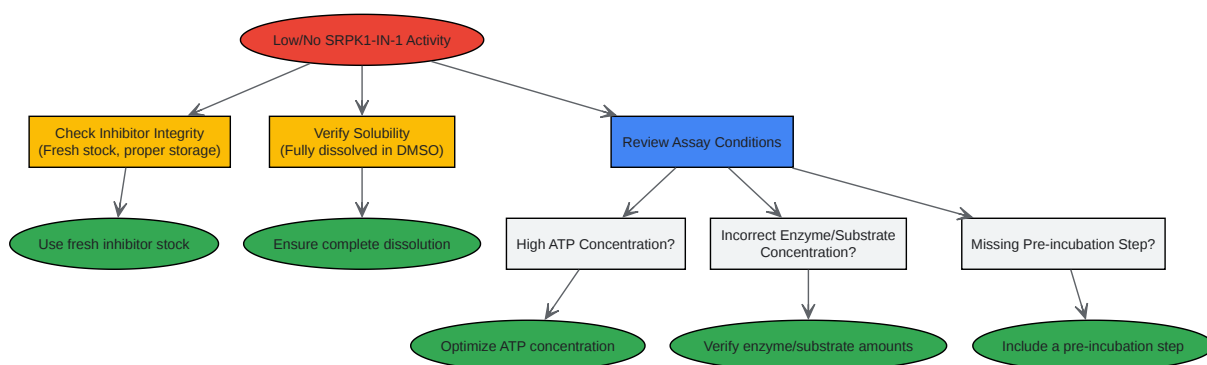 Low/No SRPK1-IN-1 Activity
Check Inhibitor Integrity
(Fresh stock, proper storage)
Verify Solubility
(Fully dissolved in DMSO)
Review Assay Conditions
Use fresh inhibitor stock
Ensure complete dissolution
High ATP Concentration?
Incorrect Enzyme/Substrate
Concentration?
Missing Pre-incubation Step?
Optimize ATP concentration
Verify enzyme/substrate amounts
Include a pre-incubation step